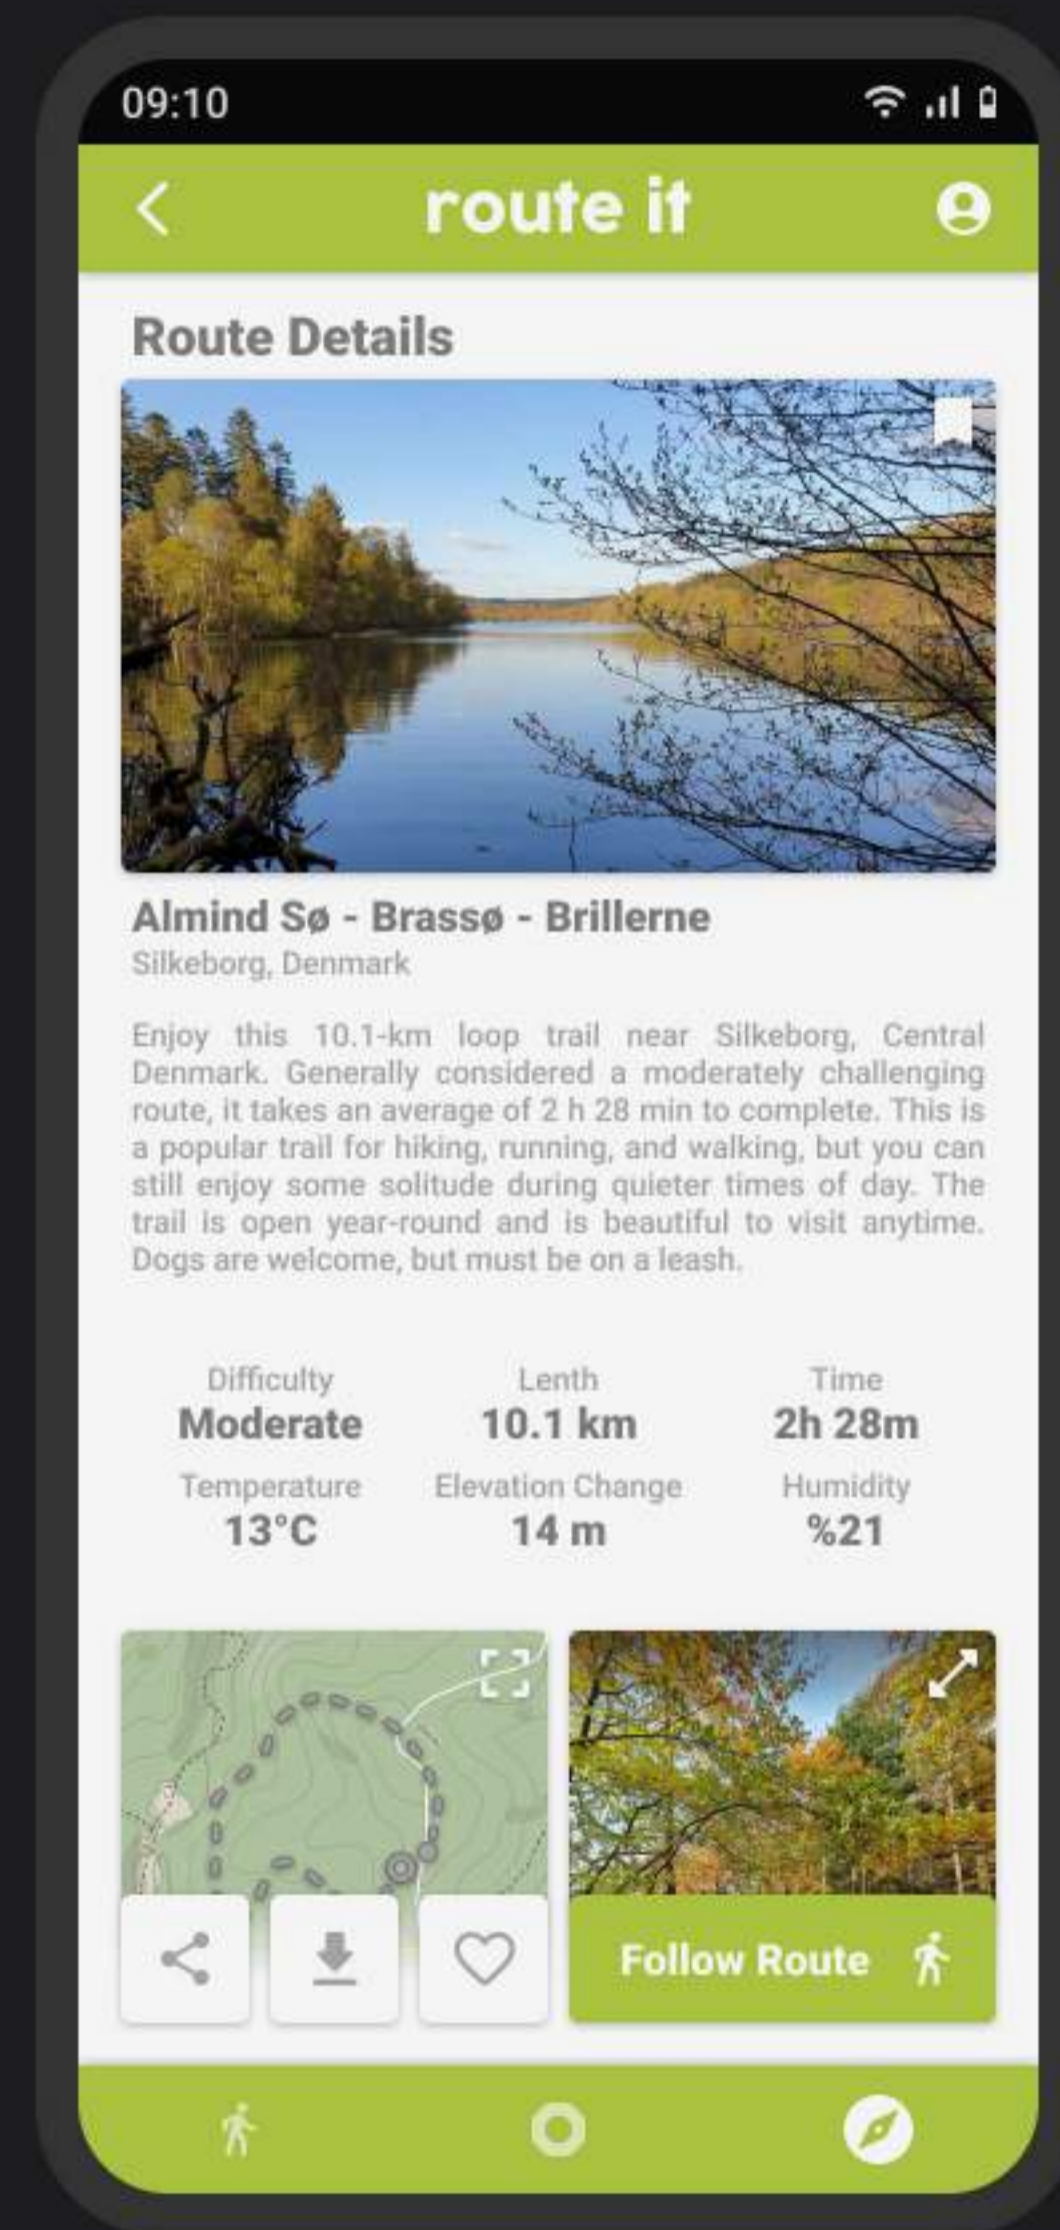 09:10
route it
Route Details
Almind Sø - Brassø - Brillerne
Silkeborg, Denmark
Enjoy this 10.1-km loop trail near Silkeborg, Central
Denmark. Generally considered a moderately challenging
route, it takes an average of 2 h 28 min to complete. This is
a popular trail for hiking, running, and walking, but you can
still enjoy some solitude during quieter times of day. The
trail is open year-round and is beautiful to visit anytime.
Dogs are welcome, but must be on a leash.
Difficulty Lenth Time
Moderate 10.1 km 2h 28m
Temperature Elevation Change Humidity
13°C 14 m %21
Follow Route